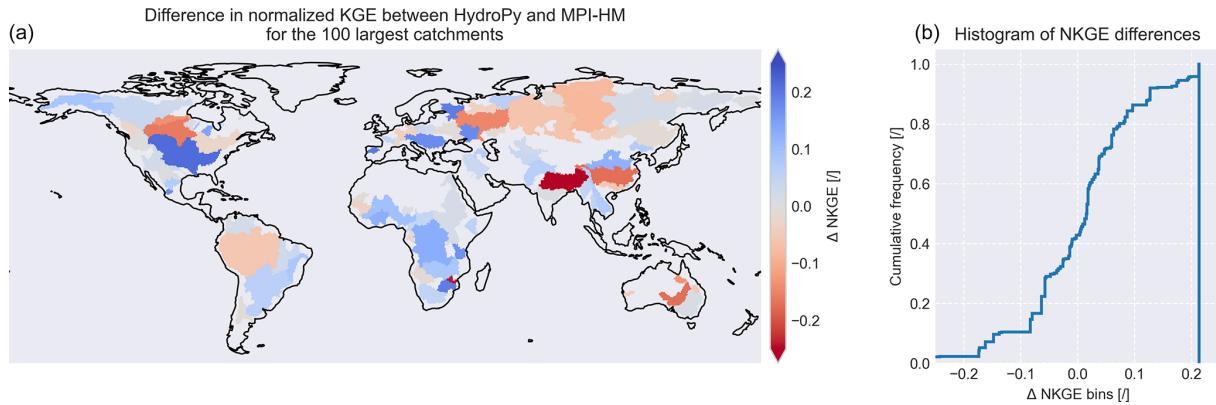 (a)
Difference in normalized KGE between HydroPy and MPI-HM
for the 100 largest catchments
0.2
0.1
0.0
−0.1
−0.2
Δ NKGE [/]
(b)
Histogram of NKGE differences
1.0
0.8
0.6
0.4
0.2
0.0
Cumulative frequency [/]
−0.2
−0.1
0.0
0.1
0.2
Δ NKGE bins [/]